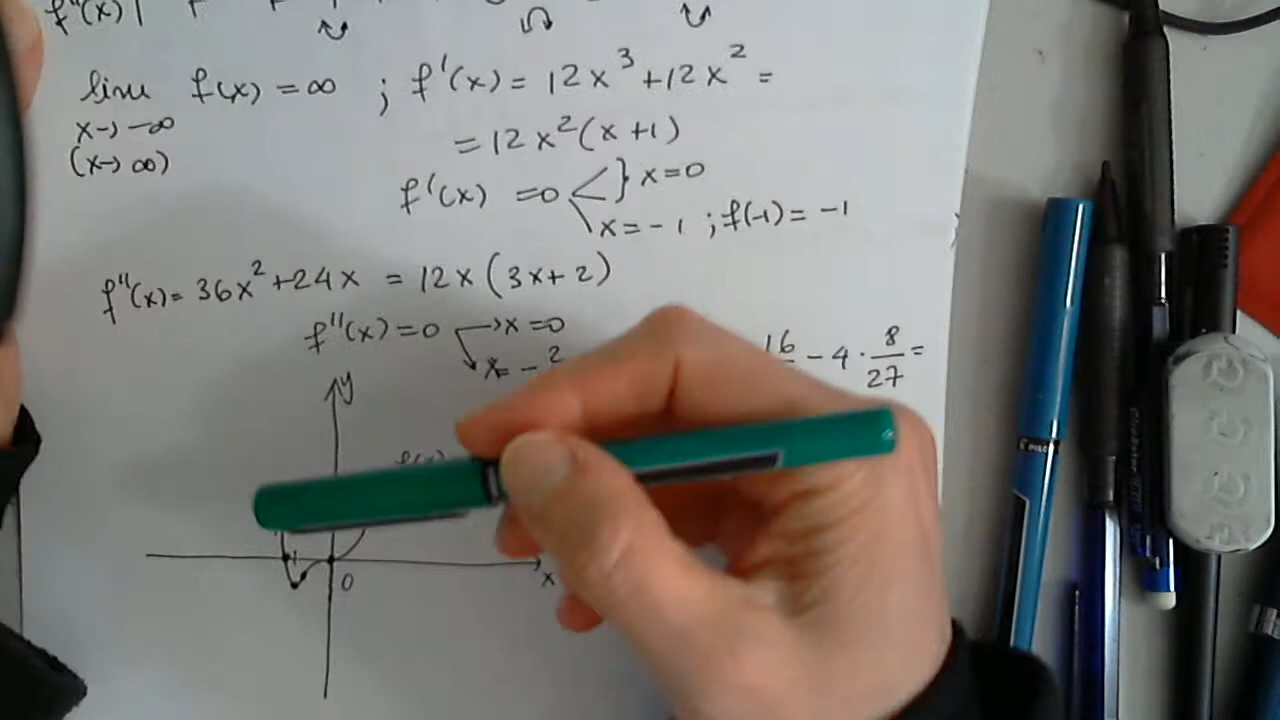 f''(x)
lim f(x) = ∞ ; f'(x) = 12x³ + 12x² =
x→ -∞
(x→ ∞)
= 12x²(x+1)
f'(x) = 0 x = 0
x = -1 ; f(-1) = -1
f''(x) = 36x² + 24x = 12x(3x+2)
f''(x) = 0 → x = 0
x = - 2
16 - 4 · 8/27 =
y
f(x)
-1
0
x